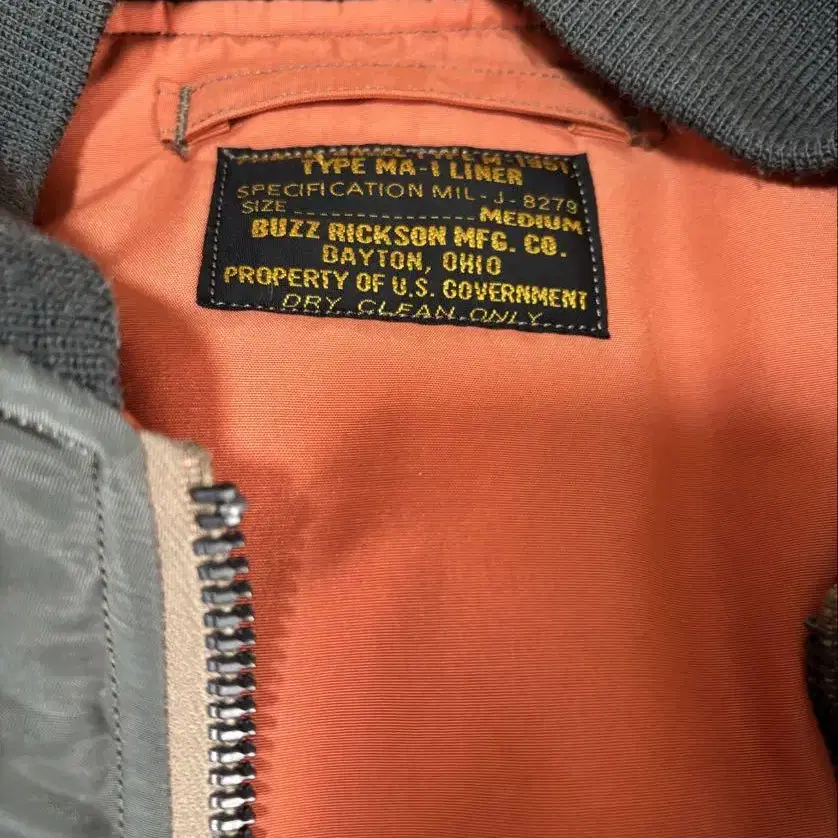 TYPE MA-1 LINER
SPECIFICATION MIL-J-8279
SIZE MEDIUM
BUZZ RICKSON MFG. CO.
DAYTON, OHIO
PROPERTY OF U.S. GOVERNMENT
DRY CLEAN ONLY